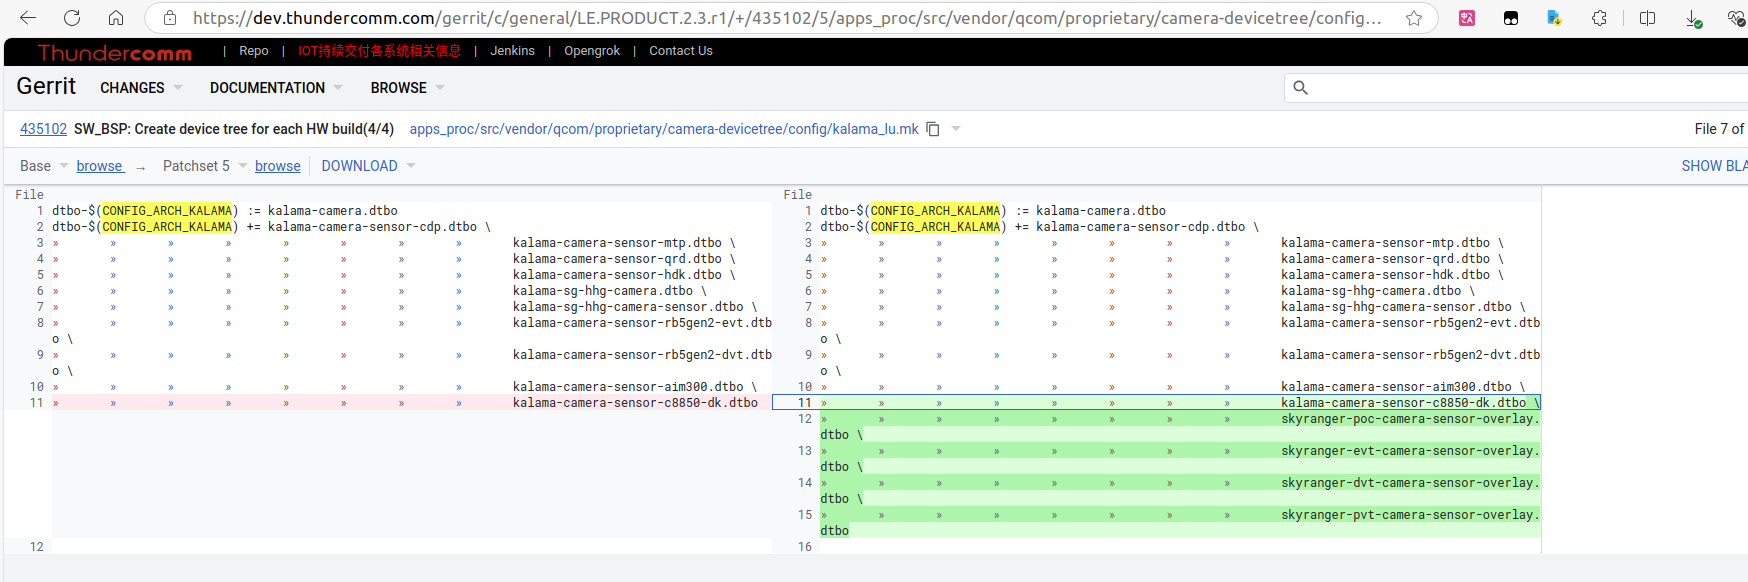 https://dev.thundercomm.com/gerrit/c/general/LE.PRODUCT.2.3.r1/+/435102/5/apps_proc/src/vendor/qcom/proprietary/camera-devicetree/config...
Thundercomm | Repo | IOT持续交付各系统相关信息 | Jenkins | Opengrok | Contact Us
Gerrit CHANGES DOCUMENTATION BROWSE
435102 SW_BSP: Create device tree for each HW build(4/4) apps_proc/src/vendor/qcom/proprietary/camera-devicetree/config/kalama_lu.mk File 7 of
Base browse → Patchset 5 browse DOWNLOAD SHOW BLA
File
1 dtbo-$(CONFIG_ARCH_KALAMA) := kalama-camera.dtbo
2 dtbo-$(CONFIG_ARCH_KALAMA) += kalama-camera-sensor-cdp.dtbo \
3 » » » » » » » » kalama-camera-sensor-mtp.dtbo \
4 » » » » » » » » kalama-camera-sensor-qrd.dtbo \
5 » » » » » » » » kalama-camera-sensor-hdk.dtbo \
6 » » » » » » » » kalama-sg-hhg-camera.dtbo \
7 » » » » » » » » kalama-sg-hhg-camera-sensor.dtbo \
8 » » » » » » » » kalama-camera-sensor-rb5gen2-evt.dtb
o \
9 » » » » » » » » kalama-camera-sensor-rb5gen2-dvt.dtb
o \
10 » » » » » » » » kalama-camera-sensor-aim300.dtbo \
11 » » » » » » » » kalama-camera-sensor-c8850-dk.dtbo
12
File
1 dtbo-$(CONFIG_ARCH_KALAMA) := kalama-camera.dtbo
2 dtbo-$(CONFIG_ARCH_KALAMA) += kalama-camera-sensor-cdp.dtbo \
3 » » » » » » » » kalama-camera-sensor-mtp.dtbo \
4 » » » » » » » » kalama-camera-sensor-qrd.dtbo \
5 » » » » » » » » kalama-camera-sensor-hdk.dtbo \
6 » » » » » » » » kalama-sg-hhg-camera.dtbo \
7 » » » » » » » » kalama-sg-hhg-camera-sensor.dtbo \
8 » » » » » » » » kalama-camera-sensor-rb5gen2-evt.dtb
o \
9 » » » » » » » » kalama-camera-sensor-rb5gen2-dvt.dtb
o \
10 » » » » » » » » kalama-camera-sensor-aim300.dtbo \
11 » » » » » » » » kalama-camera-sensor-c8850-dk.dtbo \
12 » » » » » » » » skyranger-poc-camera-sensor-overlay.
dtbo \
13 » » » » » » » » skyranger-evt-camera-sensor-overlay.
dtbo \
14 » » » » » » » » skyranger-dvt-camera-sensor-overlay.
dtbo \
15 » » » » » » » » skyranger-pvt-camera-sensor-overlay.
dtbo
16